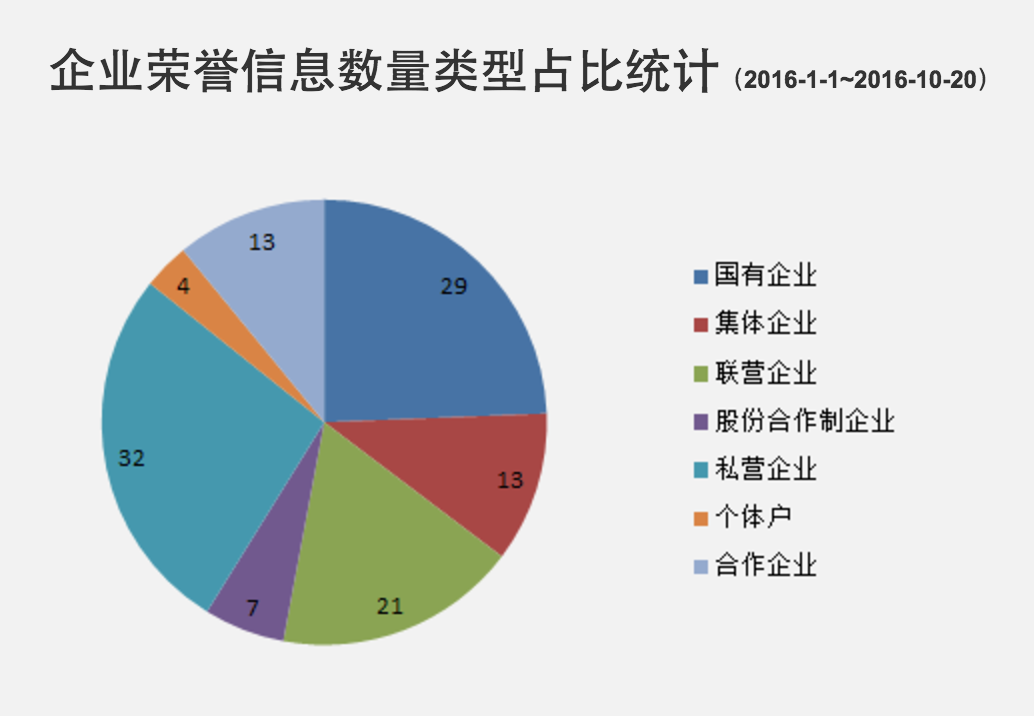 企业荣誉信息数量类型占比统计（2016-1-1~2016-10-20）
13
29
4
32
13
7
21
国有企业
集体企业
联营企业
股份合作制企业
私营企业
个体户
合作企业